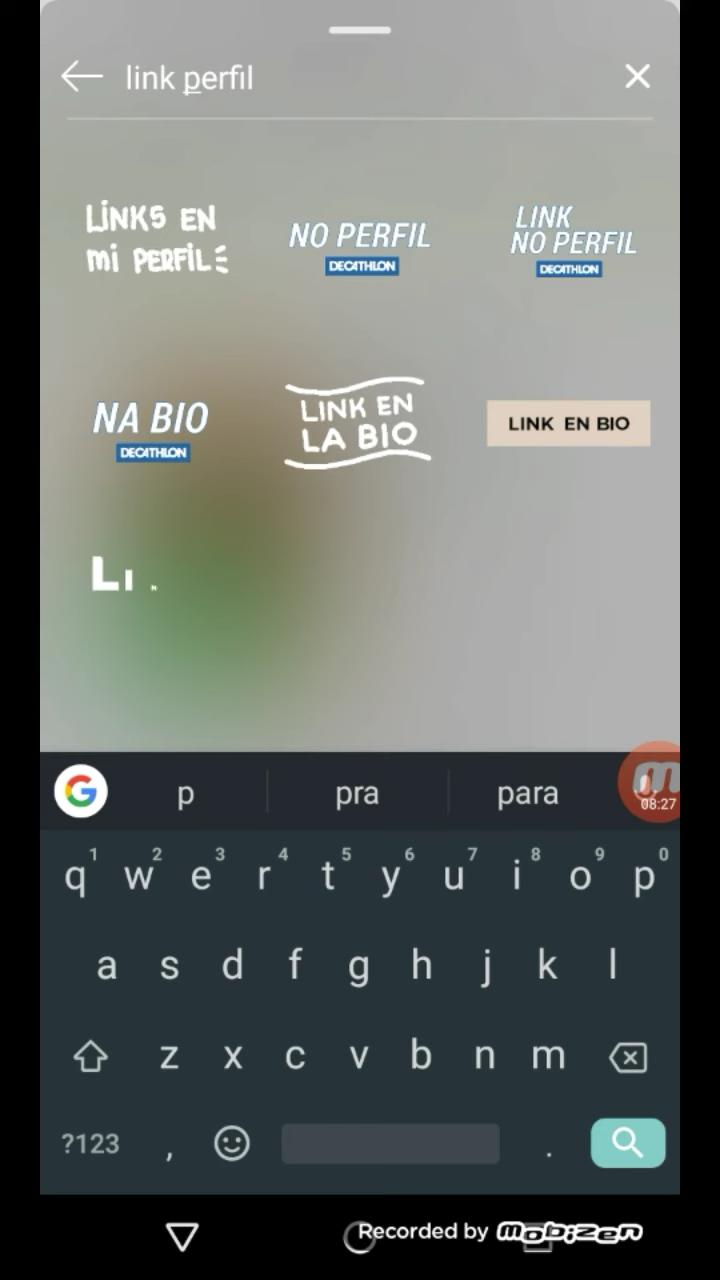 link perfil
LINKS EN
mi PERFIL
NO PERFIL
DECATHLON
LINK
NO PERFIL
DECATHLON
NA BIO
DECATHLON
LINK EN
LA BIO
LINK EN BIO
LI N
p pra para
08:27
1 2 3 4 5 6 7 8 9 0
q w e r t y u i o p
a s d f g h j k l
z x c v b n m
?123 , .
Recorded by mobizen